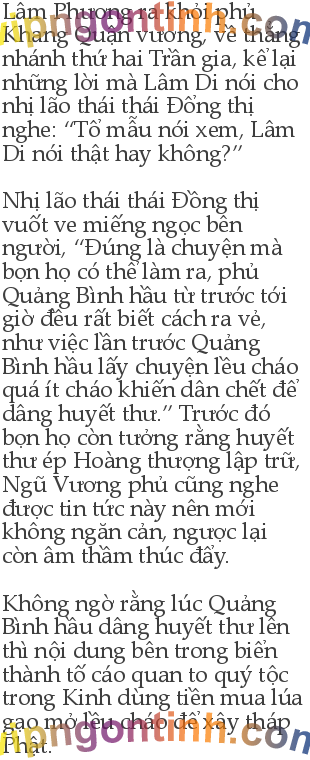 Lâm Phương ra khỏi phủ
Khang Quận vương, về thẳng
nhánh thứ hai Trần gia, kể lại
những lời mà Lâm Di nói cho
nhị lão thái thái Đổng thị
nghe: “Tổ mẫu nói xem, Lâm
Di nói thật hay không?”
Nhị lão thái thái Đồng thị
vuốt ve miếng ngọc bên
người, “Đúng là chuyện mà
bọn họ có thể làm ra, phủ
Quảng Bình hầu từ trước tới
giờ đều rất biết cách ra vẻ,
như việc lần trước Quảng
Bình hầu lấy chuyện lều cháo
quá ít cháo khiến dân chết để
dâng huyết thư.” Trước đó
bọn họ còn tưởng rằng huyết
thư ép Hoàng thượng lập trữ,
Ngũ Vương phủ cũng nghe
được tin tức này nên mới
không ngăn cản, ngược lại
còn âm thầm thúc đẩy.
Không ngờ rằng lúc Quảng
Bình hầu dâng huyết thư lên
thì nội dung bên trong biển
thành tố cáo quan to quý tộc
trong Kinh dùng tiền mua lúa
gạo mở lều cháo để xây tháp
Phật.
vipngontinh.com
vipngontinh.com